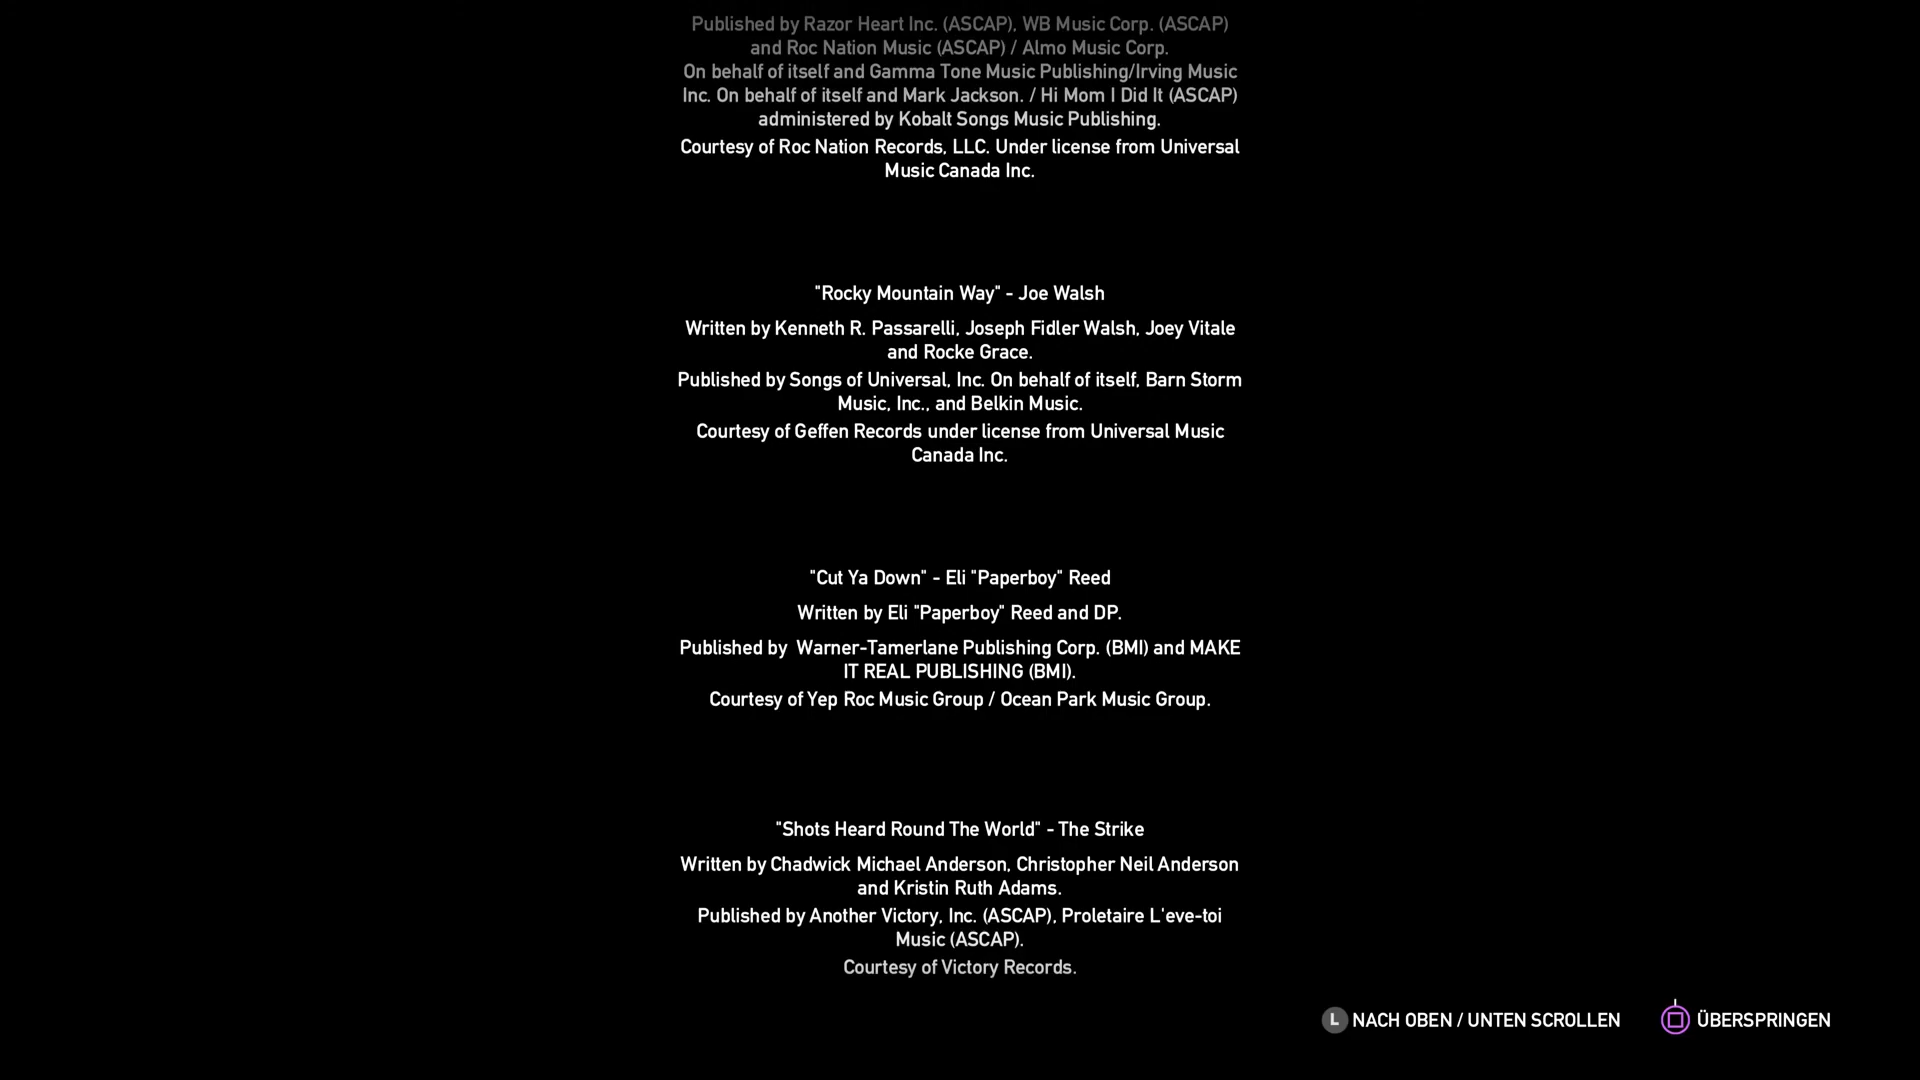 Published by Razor Heart Inc. (ASCAP), WB Music Corp. (ASCAP)
and Roc Nation Music (ASCAP) / Almo Music Corp.
On behalf of itself and Gamma Tone Music Publishing/Irving Music
Inc. On behalf of itself and Mark Jackson. / Hi Mom I Did It (ASCAP)
administered by Kobalt Songs Music Publishing.
Courtesy of Roc Nation Records, LLC. Under license from Universal
Music Canada Inc.
"Rocky Mountain Way" - Joe Walsh
Written by Kenneth R. Passarelli, Joseph Fidler Walsh, Joey Vitale
and Rocke Grace.
Published by Songs of Universal, Inc. On behalf of itself, Barn Storm
Music, Inc., and Belkin Music.
Courtesy of Geffen Records under license from Universal Music
Canada Inc.
"Cut Ya Down" - Eli "Paperboy" Reed
Written by Eli "Paperboy" Reed and DP.
Published by  Warner-Tamerlane Publishing Corp. (BMI) and MAKE
IT REAL PUBLISHING (BMI).
Courtesy of Yep Roc Music Group / Ocean Park Music Group.
"Shots Heard Round The World" - The Strike
Written by Chadwick Michael Anderson, Christopher Neil Anderson
and Kristin Ruth Adams.
Published by Another Victory, Inc. (ASCAP), Proletaire L'eve-toi
Music (ASCAP).
Courtesy of Victory Records.
L NACH OBEN / UNTEN SCROLLEN
ÜBERSPRINGEN